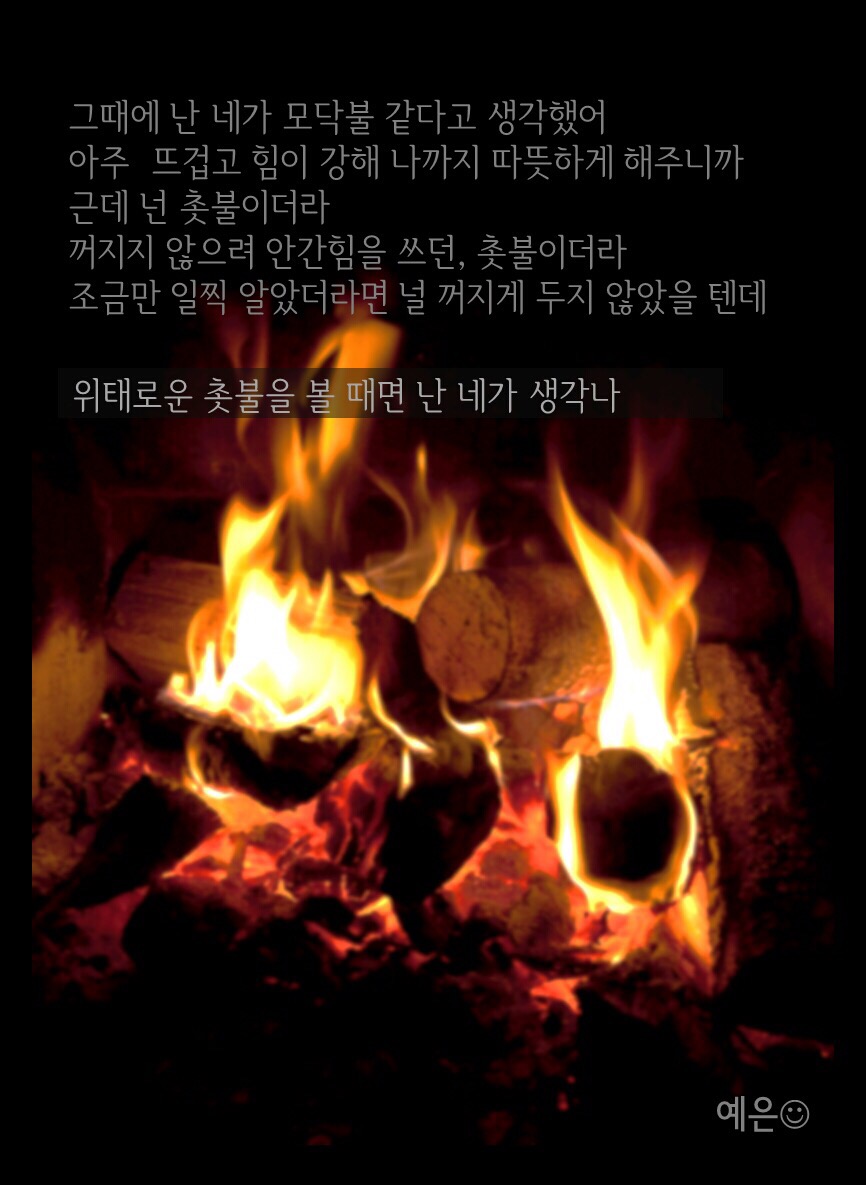 그때에 난 네가 모닥불 같다고 생각했어
아주 뜨겁고 힘이 강해 나까지 따뜻하게 해주니까
근데 넌 촛불이더라
꺼지지 않으려 안간힘을 쓰던, 촛불이더라
조금만 일찍 알았더라면 널 꺼지게 두지 않았을 텐데
위태로운 촛불을 볼 때면 난 네가 생각나
예은☺